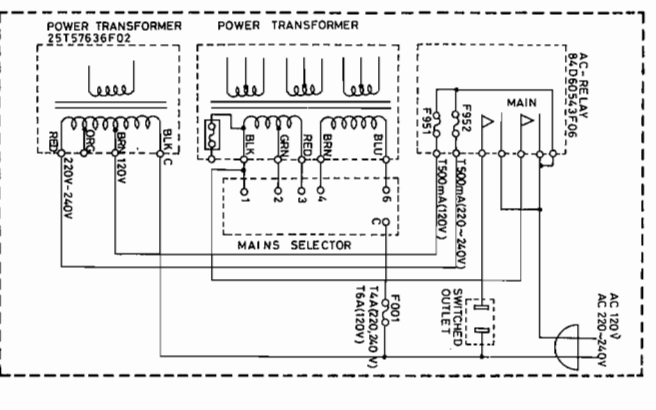 POWER TRANSFORMER
25T57636F02
POWER TRANSFORMER
AC-RELAY
84D60543F06
MAIN
F951
F952
RED
ORG
BRN
BLK
C
220V-240V
120V
BLK
GRN
RED
BRN
BLU
1
2
3
4
6
C
MAINS SELECTOR
T500mA(120V)
T500mA(220~240V)
F001
T4A(220,240V)
T6A(120V)
SWITCHED
OUTLET
AC 120V
AC 220~240V